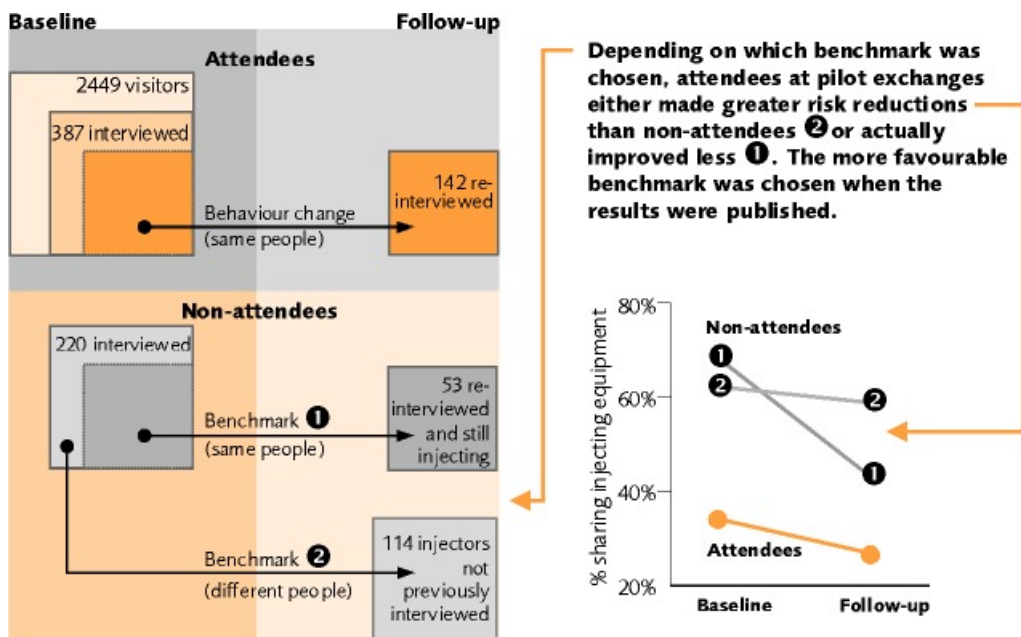 Baseline
Follow-up
Attendees
2449 visitors
387 interviewed
142 re-
interviewed
Behaviour change
(same people)
Non-attendees
220 interviewed
53 re-
interviewed
and still
injecting
Benchmark ❶
(same people)
Benchmark ❷
(different people)
114 injectors
not
previously
interviewed
Depending on which benchmark was
chosen, attendees at pilot exchanges
either made greater risk reductions
than non-attendees ❷ or actually
improved less ❶. The more favourable
benchmark was chosen when the
results were published.
% sharing injecting equipment
80%
60%
40%
20%
Non-attendees
❶
❷
❷
❶
Attendees
Baseline
Follow-up